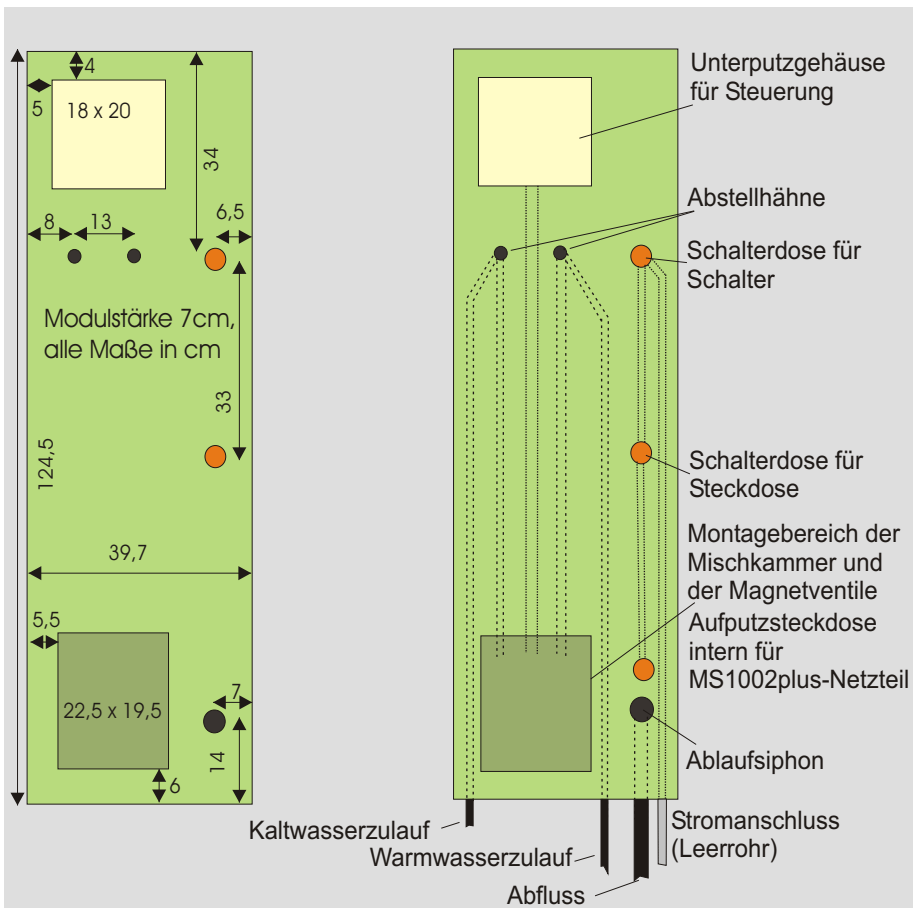 4
5
18 x 20
34
8
13
6,5
Modulstärke 7cm,
alle Maße in cm
33
124,5
39,7
5,5
22,5 x 19,5
7
14
6
Unterputzgehäuse
für Steuerung
Abstellhähne
Schalterdose für
Schalter
Schalterdose für
Steckdose
Montagebereich der
Mischkammer und
der Magnetventile
Aufputzsteckdose
intern für
MS1002plus-Netzteil
Ablaufsiphon
Kaltwasserzulauf
Warmwasserzulauf
Abfluss
Stromanschluss
(Leerrohr)